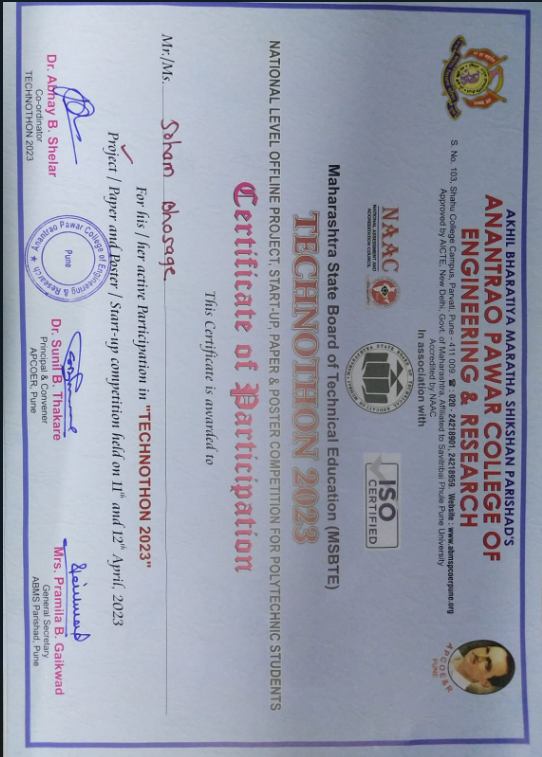 AKHIL BHARATIYA MARATHA SHIKSHAN PARISHAD'S
ANANTRAO PAWAR COLLEGE OF
ENGINEERING & RESEARCH
S. No. 103, Shahu College Campus, Parvati, Pune - 411 009. ☎ : 020 - 24218901, 24218959. Website : www.abmspcoerpune.org
Approved by AICTE, New Delhi, Govt. of Maharashtra, Affiliated to Savitribai Phule Pune University
Accredited by NAAC
APCOE&R
PUNE
In association with
NAAC
NATIONAL ASSESSMENT AND
ACCREDITATION COUNCIL
ISO
CERTIFIED
Maharashtra State Board of Technical Education (MSBTE)
TECHNOTHON 2023
NATIONAL LEVEL OFFLINE PROJECT, START-UP, PAPER & POSTER COMPETITION FOR POLYTECHNIC STUDENTS
Certificate of Participation
This Certificate is awarded to
Mr./Ms. Soham Bhosage
For his / her active Participation in "TECHNOTHON 2023"
Project / Paper and Poster / Start-up competition held on 11th and 12th April, 2023
Anantrao Pawar College of Engineering & Research
Pune
Dr. Abhay B. Shelar
Co-ordinator
TECHNOTHON 2023
Dr. Sunil B. Thakare
Principal & Convener
APCOER, Pune
Mrs. Pramila B. Gaikwad
General Secretary
ABMS Parishad, Pune